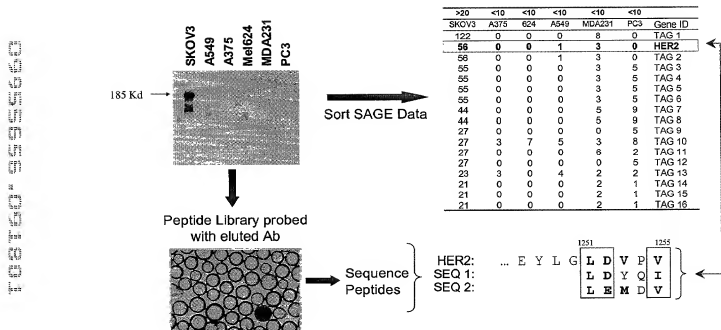 SKOV3
A549
A375
Mel624
MDA231
PC3
185 Kd
Sort SAGE Data
>20 <10 <10 <10 <10 <10
SKOV3 A375 624 A549 MDA231 PC3 Gene ID
122 0 0 0 8 0 TAG 1
56 0 0 1 3 0 HER2
56 0 0 1 3 0 TAG 2
55 0 0 0 3 5 TAG 3
55 0 0 0 3 5 TAG 4
55 0 0 0 3 5 TAG 5
55 0 0 0 3 5 TAG 6
44 0 0 0 5 9 TAG 7
44 0 0 0 5 9 TAG 8
27 0 0 0 0 5 TAG 9
27 3 7 5 3 8 TAG 10
27 0 0 0 6 2 TAG 11
27 0 0 0 0 5 TAG 12
23 3 0 4 2 2 TAG 13
21 0 0 0 2 1 TAG 14
21 0 0 0 2 1 TAG 15
21 0 0 0 2 1 TAG 16
Peptide Library probed
with eluted Ab
Sequence
Peptides
1251 1255
HER2: ... E Y L G L D V P V
SEQ 1: L D Y Q I
SEQ 2: L E M D V